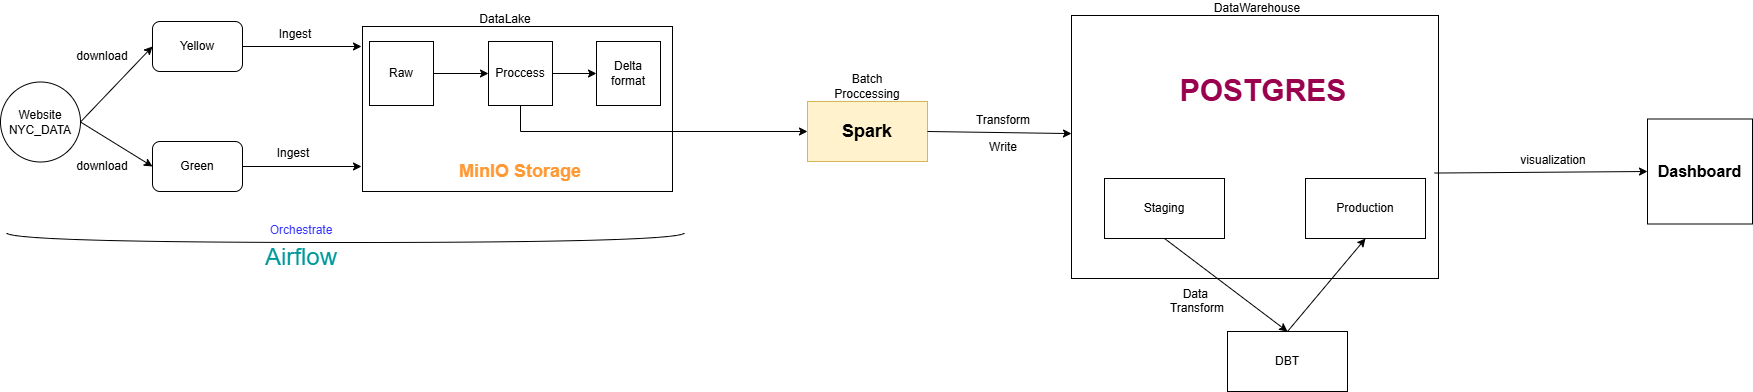 DataLake
DataWarehouse
Yellow
Ingest
download
Raw
Proccess
Delta
format
Batch
Proccessing
POSTGRES
Website
NYC_DATA
Spark
Transform
Write
download
Green
Ingest
MinIO Storage
visualization
Dashboard
Staging
Production
Orchestrate
Airflow
Data
Transform
DBT